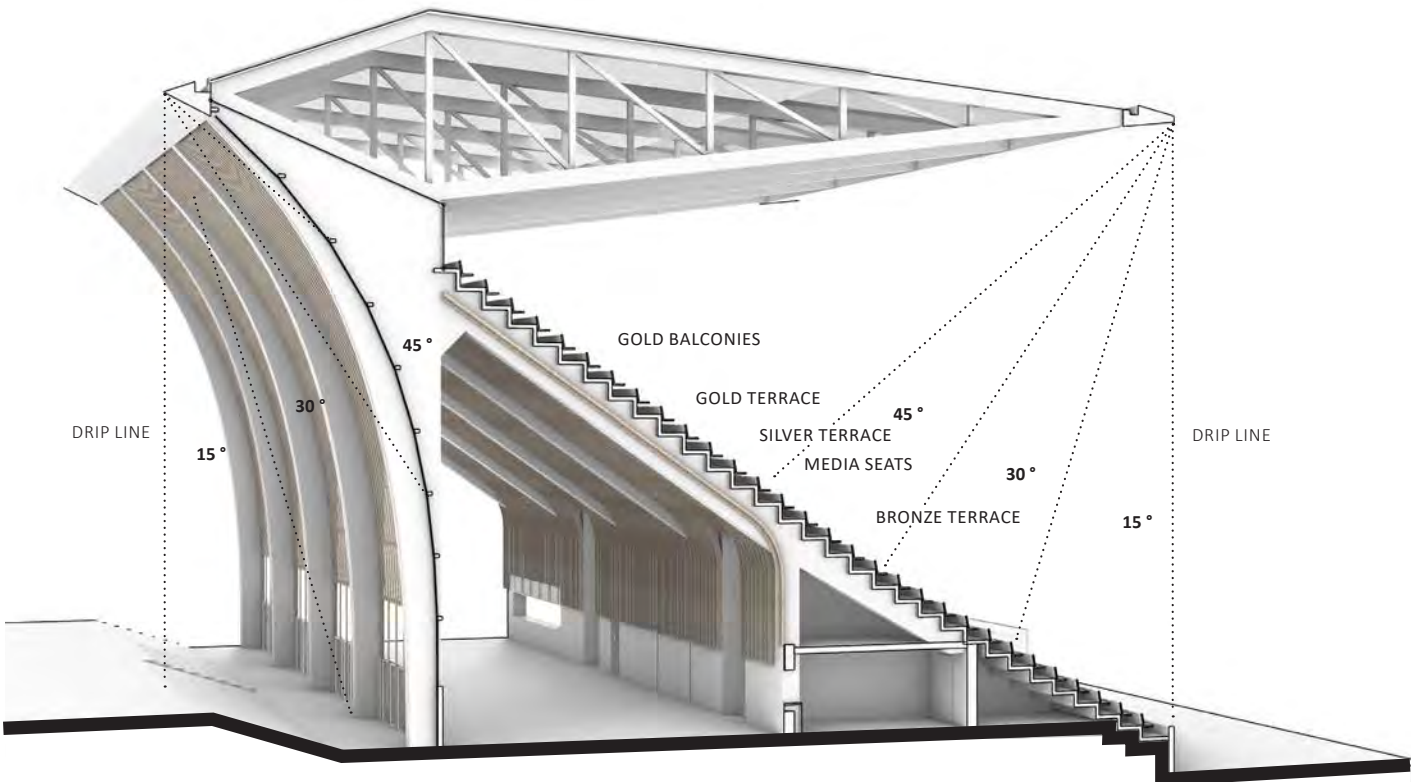 GOLD BALCONIES
45 °
GOLD TERRACE
30 °
45 °
DRIP LINE
SILVER TERRACE
DRIP LINE
15 °
MEDIA SEATS
30 °
BRONZE TERRACE
15 °